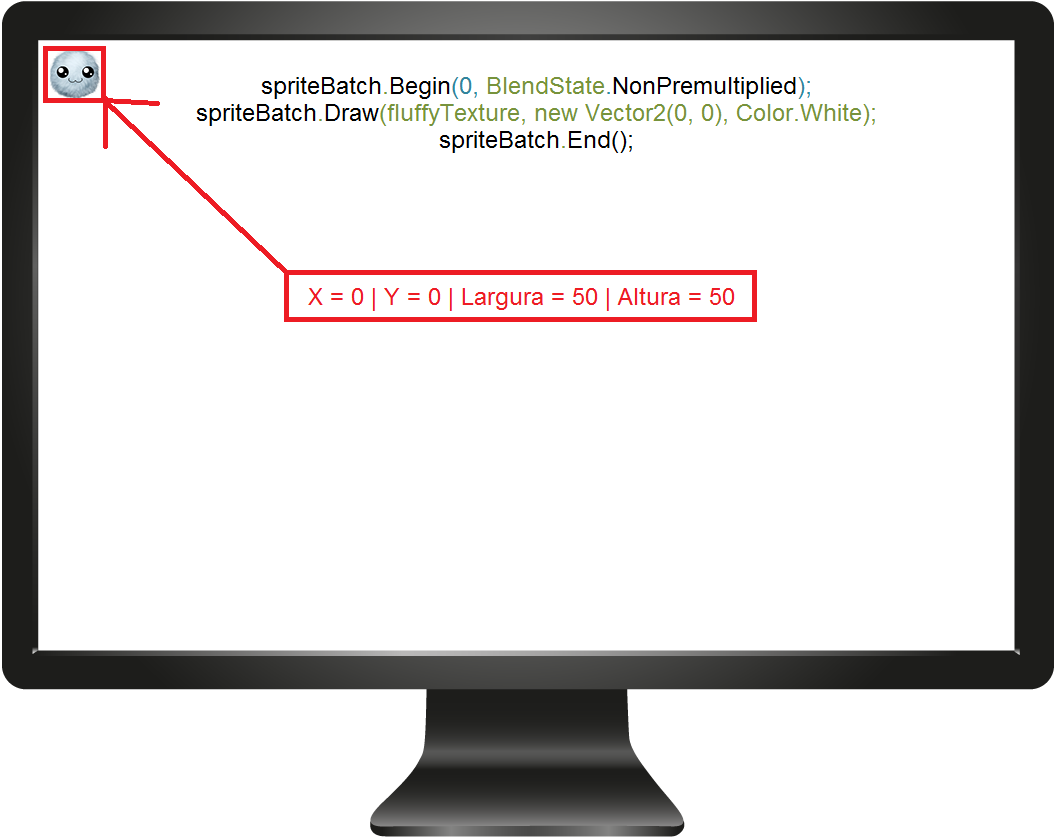 spriteBatch.Begin(0, BlendState.NonPremultiplied);
spriteBatch.Draw(fluffyTexture, new Vector2(0, 0), Color.White);
spriteBatch.End();
X = 0 | Y = 0 | Largura = 50 | Altura = 50